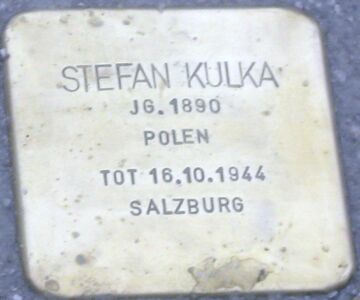 STEFAN KULKA
JG. 1890
POLEN
TOT 16.10.1944
SALZBURG